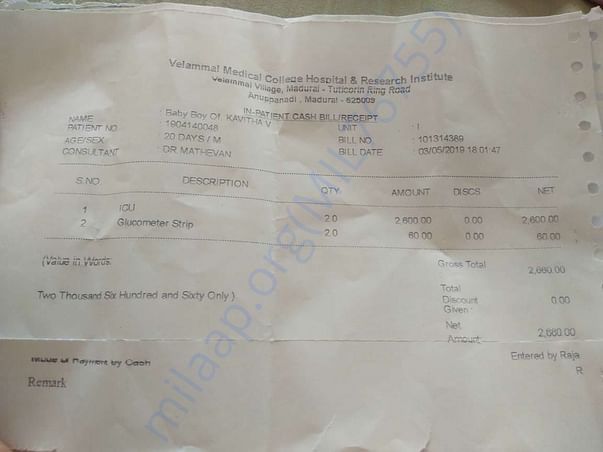 Velammal Medical College Hospital & Research Institute
Velammal Village, Madurai - Tuticorin Ring Road
Anuppanadi, Madurai - 625009
IN-PATIENT CASH BILL/RECEIPT
NAME : Baby Boy Of. KAVITHA V UNIT : I
PATIENT NO : 1904140048 BILL NO. : 101314389
AGE/SEX : 20 DAYS / M BILL DATE : 03/05/2019 18:01:47
CONSULTANT : DR MATHEVAN
S.NO. DESCRIPTION QTY AMOUNT DISCS NET
1 ICU 2.0 2,600.00 0.00 2,600.00
2 Glucometer Strip 2.0 60.00 0.00 60.00
(Value in Words: Gross Total 2,660.00
Two Thousand Six Hundred and Sixty Only ) Total Discount Given : 0.00
Net Amount: 2,660.00
Mode of Payment by Cash Entered by Raja R
Remark
milaap.org(MIL/